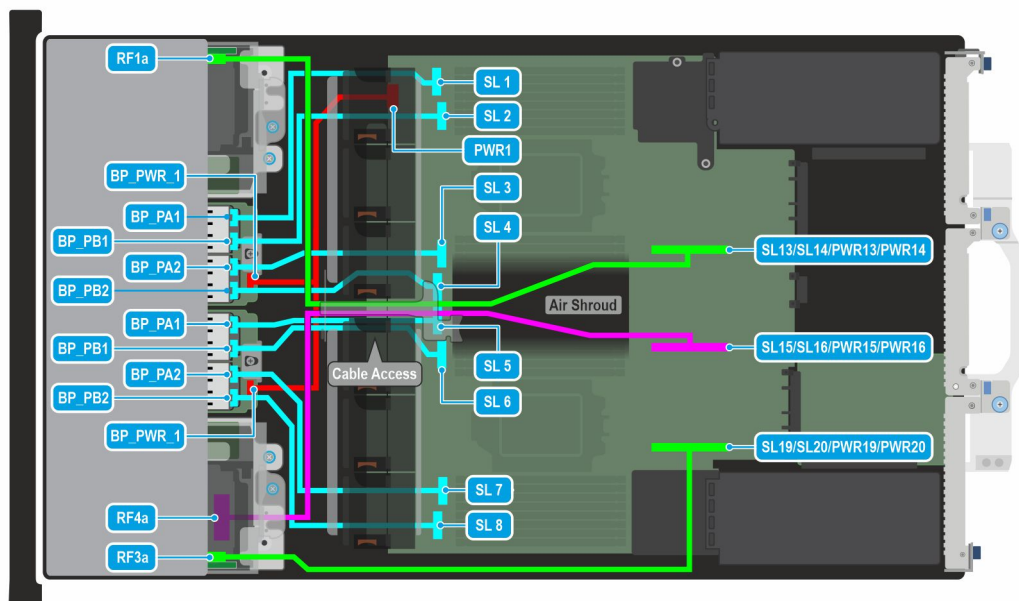 RF1a
SL 1
SL 2
PWR1
BP_PWR_1
SL 3
BP_PA1
SL 4
BP_PB1
SL13/SL14/PWR13/PWR14
BP_PA2
BP_PB2
Air Shroud
BP_PA1
BP_PB1
SL15/SL16/PWR15/PWR16
SL 5
BP_PA2
Cable Access
BP_PB2
SL 6
BP_PWR_1
SL19/SL20/PWR19/PWR20
SL 7
RF4a
SL 8
RF3a